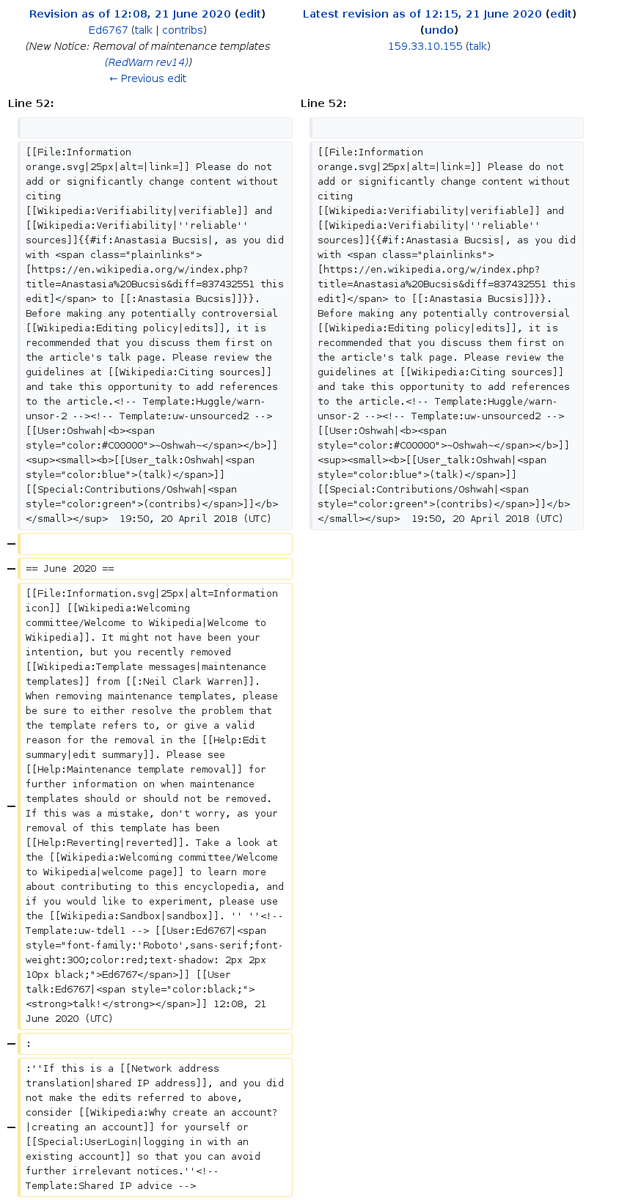 Revision as of 12:08, 21 June 2020 (edit)
Ed6767 (talk | contribs)
(New Notice: Removal of maintenance templates
(RedWarn rev14))
← Previous edit
Latest revision as of 12:15, 21 June 2020 (edit)
(undo)
159.33.10.155 (talk)
Line 52:
Line 52:
[[File:Information
orange.svg|25px|alt=|link=]] Please do not
add or significantly change content without
citing
[[Wikipedia:Verifiability|verifiable]] and
[[Wikipedia:Verifiability|''reliable''
sources]]{{#if:Anastasia Bucsis|, as you did
with <span class="plainlinks">
[https://en.wikipedia.org/w/index.php?
title=Anastasia%20Bucsis&diff=837432551 this
edit]</span> to [[:Anastasia Bucsis]]}}.
Before making any potentially controversial
[[Wikipedia:Editing policy|edits]], it is
recommended that you discuss them first on
the article's talk page. Please review the
guidelines at [[Wikipedia:Citing sources]]
and take this opportunity to add references
to the article.<!-- Template:Huggle/warn-
unsor-2 --><!-- Template:uw-unsourced2 -->
[[User:Oshwah|<b><span
style="color:#C00000">~Oshwah~</span></b>]]
<sup><small><b>[[User_talk:Oshwah|<span
style="color:blue">(talk)</span>]]
[[Special:Contributions/Oshwah|<span
style="color:green">(contribs)</span>]]</b>
</small></sup>  19:50, 20 April 2018 (UTC)
[[File:Information
orange.svg|25px|alt=|link=]] Please do not
add or significantly change content without
citing
[[Wikipedia:Verifiability|verifiable]] and
[[Wikipedia:Verifiability|''reliable''
sources]]{{#if:Anastasia Bucsis|, as you did
with <span class="plainlinks">
[https://en.wikipedia.org/w/index.php?
title=Anastasia%20Bucsis&diff=837432551 this
edit]</span> to [[:Anastasia Bucsis]]}}.
Before making any potentially controversial
[[Wikipedia:Editing policy|edits]], it is
recommended that you discuss them first on
the article's talk page. Please review the
guidelines at [[Wikipedia:Citing sources]]
and take this opportunity to add references
to the article.<!-- Template:Huggle/warn-
unsor-2 --><!-- Template:uw-unsourced2 -->
[[User:Oshwah|<b><span
style="color:#C00000">~Oshwah~</span></b>]]
<sup><small><b>[[User_talk:Oshwah|<span
style="color:blue">(talk)</span>]]
[[Special:Contributions/Oshwah|<span
style="color:green">(contribs)</span>]]</b>
</small></sup>  19:50, 20 April 2018 (UTC)
−
− == June 2020 ==
[[File:Information.svg|25px|alt=Information
icon]] [[Wikipedia:Welcoming
committee/Welcome to Wikipedia|Welcome to
Wikipedia]]. It might not have been your
intention, but you recently removed
[[Wikipedia:Template messages|maintenance
templates]] from [[:Neil Clark Warren]].
When removing maintenance templates, please
be sure to either resolve the problem that
the template refers to, or give a valid
reason for the removal in the [[Help:Edit
summary|edit summary]]. Please see
[[Help:Maintenance template removal]] for
further information on when maintenance
− templates should or should not be removed.
If this was a mistake, don't worry, as your
removal of this template has been
[[Help:Reverting|reverted]]. Take a look at
the [[Wikipedia:Welcoming committee/Welcome
to Wikipedia|welcome page]] to learn more
about contributing to this encyclopedia, and
if you would like to experiment, please use
the [[Wikipedia:Sandbox|sandbox]]. '' ''<!--
Template:uw-tdel1 --> [[User:Ed6767|<span
style="font-family:'Roboto',sans-serif;font-
weight:300;color:red;text-shadow: 2px 2px
10px black;">Ed6767</span>]] [[User
talk:Ed6767|<span style="color:black;">
<strong>talk!</strong></span>]] 12:08, 21
June 2020 (UTC)
− :
:''If this is a [[Network address
translation|shared IP address]], and you did
not make the edits referred to above,
consider [[Wikipedia:Why create an account?
− |creating an account]] for yourself or
[[Special:UserLogin|logging in with an
existing account]] so that you can avoid
further irrelevant notices.''<!--
Template:Shared IP advice -->